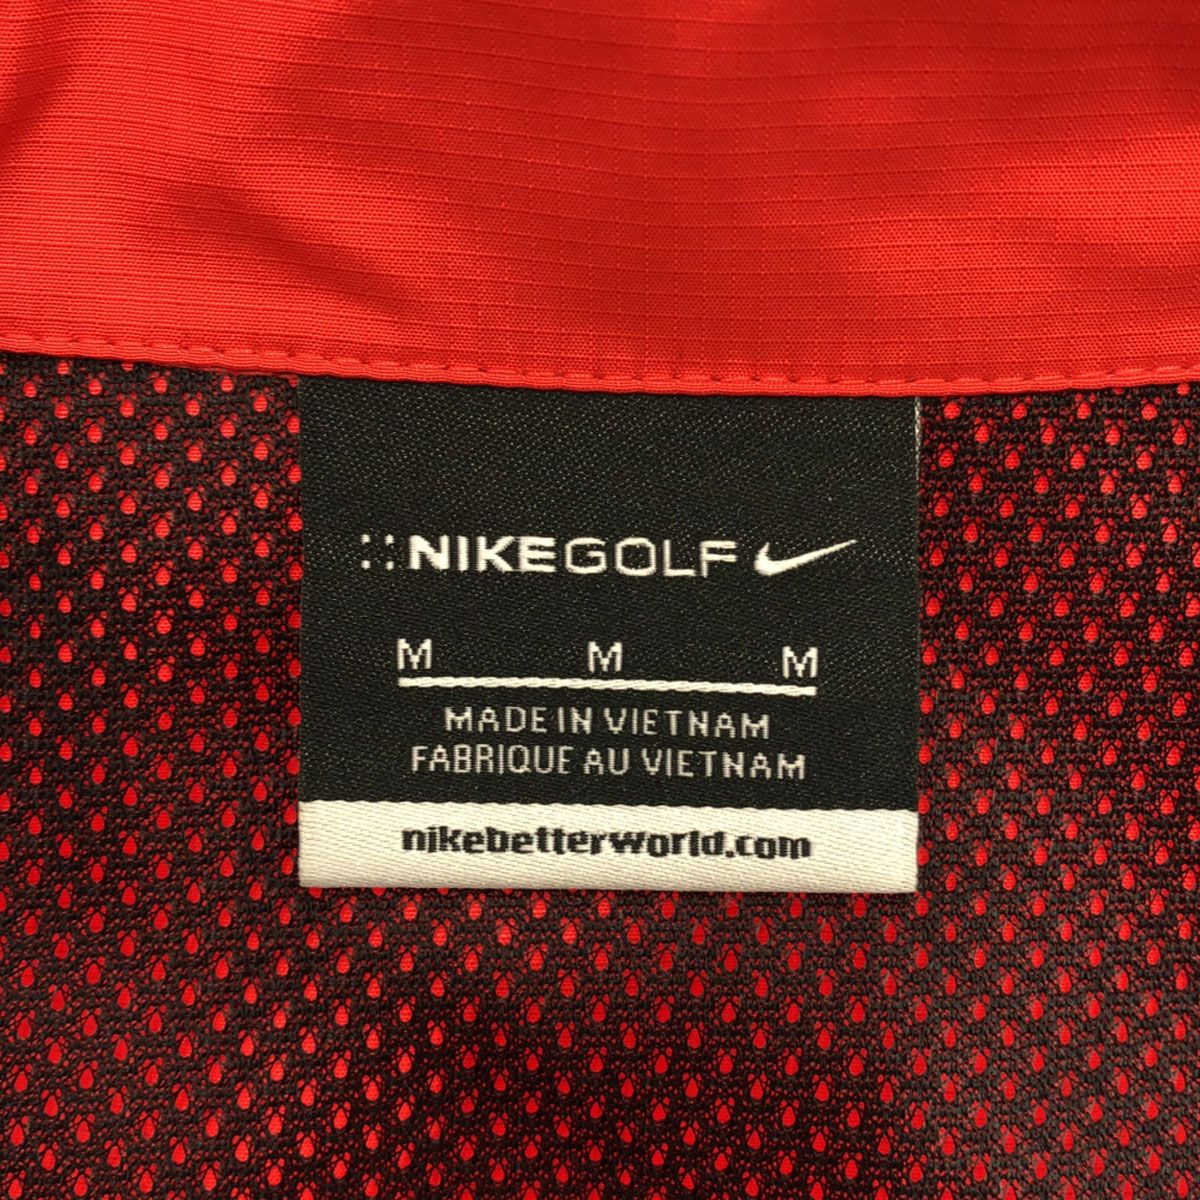 NIKEGOLF
M M M
MADE IN VIETNAM
FABRIQUE AU VIETNAM
nikebetterworld.com